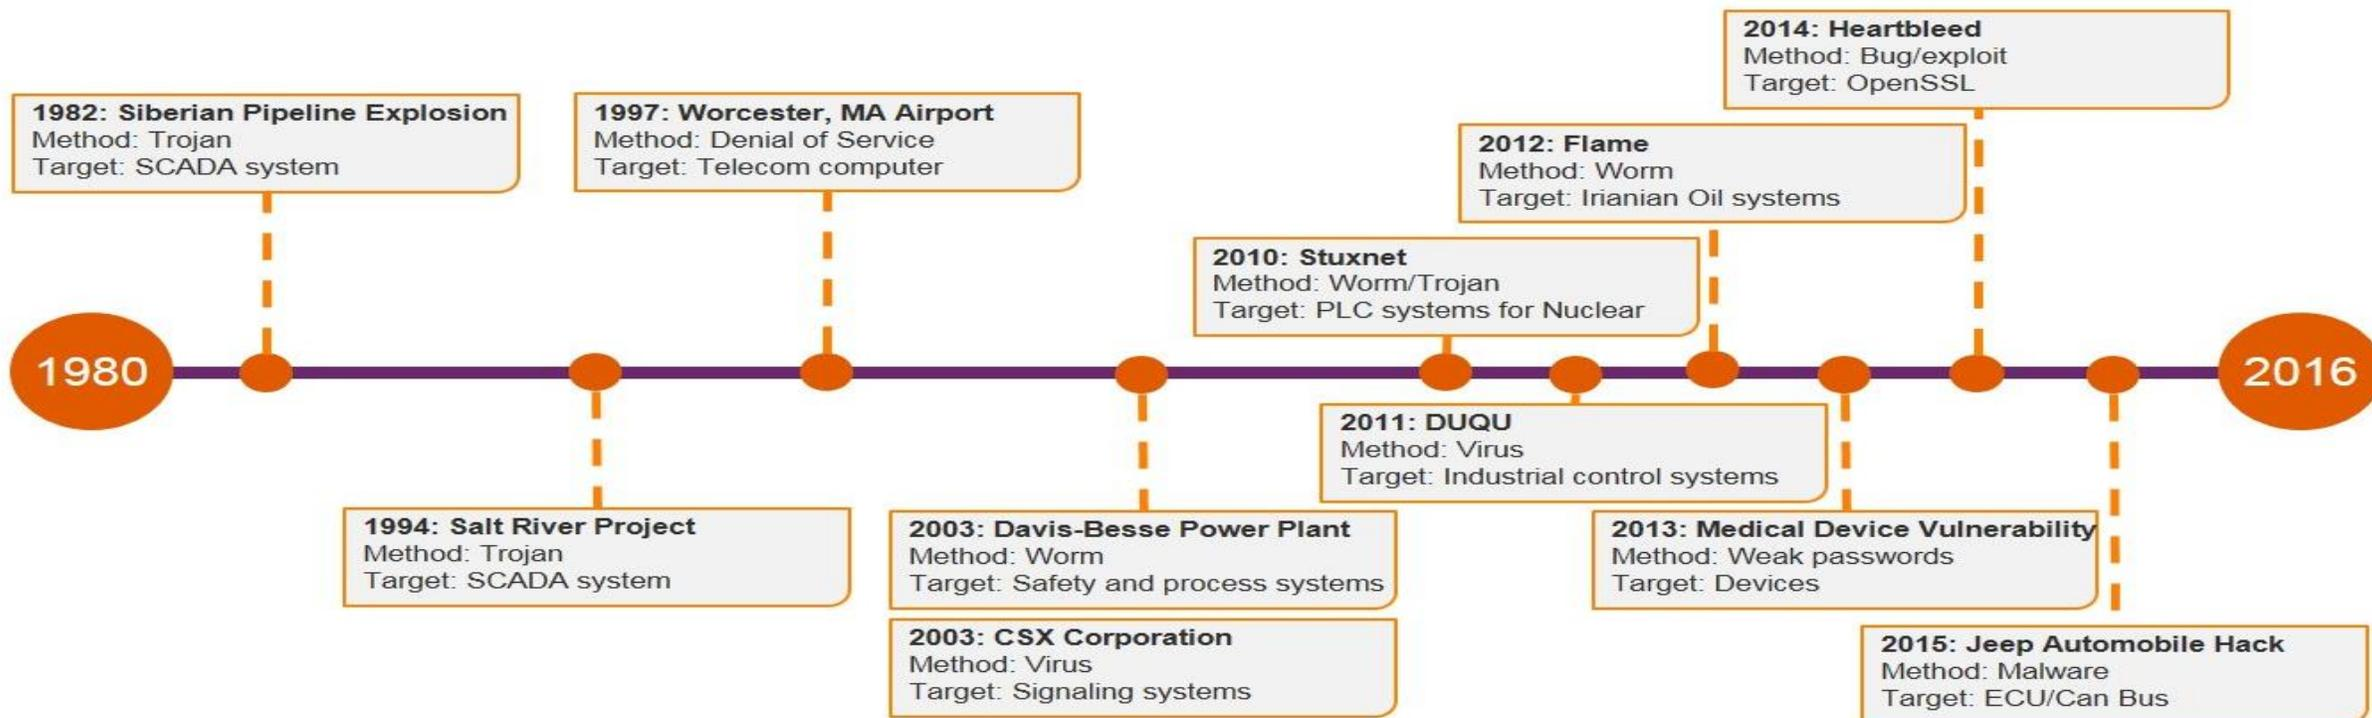 1980
1982: Siberian Pipeline Explosion
Method: Trojan
Target: SCADA system
1994: Salt River Project
Method: Trojan
Target: SCADA system
1997: Worcester, MA Airport
Method: Denial of Service
Target: Telecom computer
2003: Davis-Besse Power Plant
Method: Worm
Target: Safety and process systems
2003: CSX Corporation
Method: Virus
Target: Signaling systems
2010: Stuxnet
Method: Worm/Trojan
Target: PLC systems for Nuclear
2011: DUQU
Method: Virus
Target: Industrial control systems
2012: Flame
Method: Worm
Target: Irianian Oil systems
2013: Medical Device Vulnerability
Method: Weak passwords
Target: Devices
2014: Heartbleed
Method: Bug/exploit
Target: OpenSSL
2015: Jeep Automobile Hack
Method: Malware
Target: ECU/Can Bus
2016